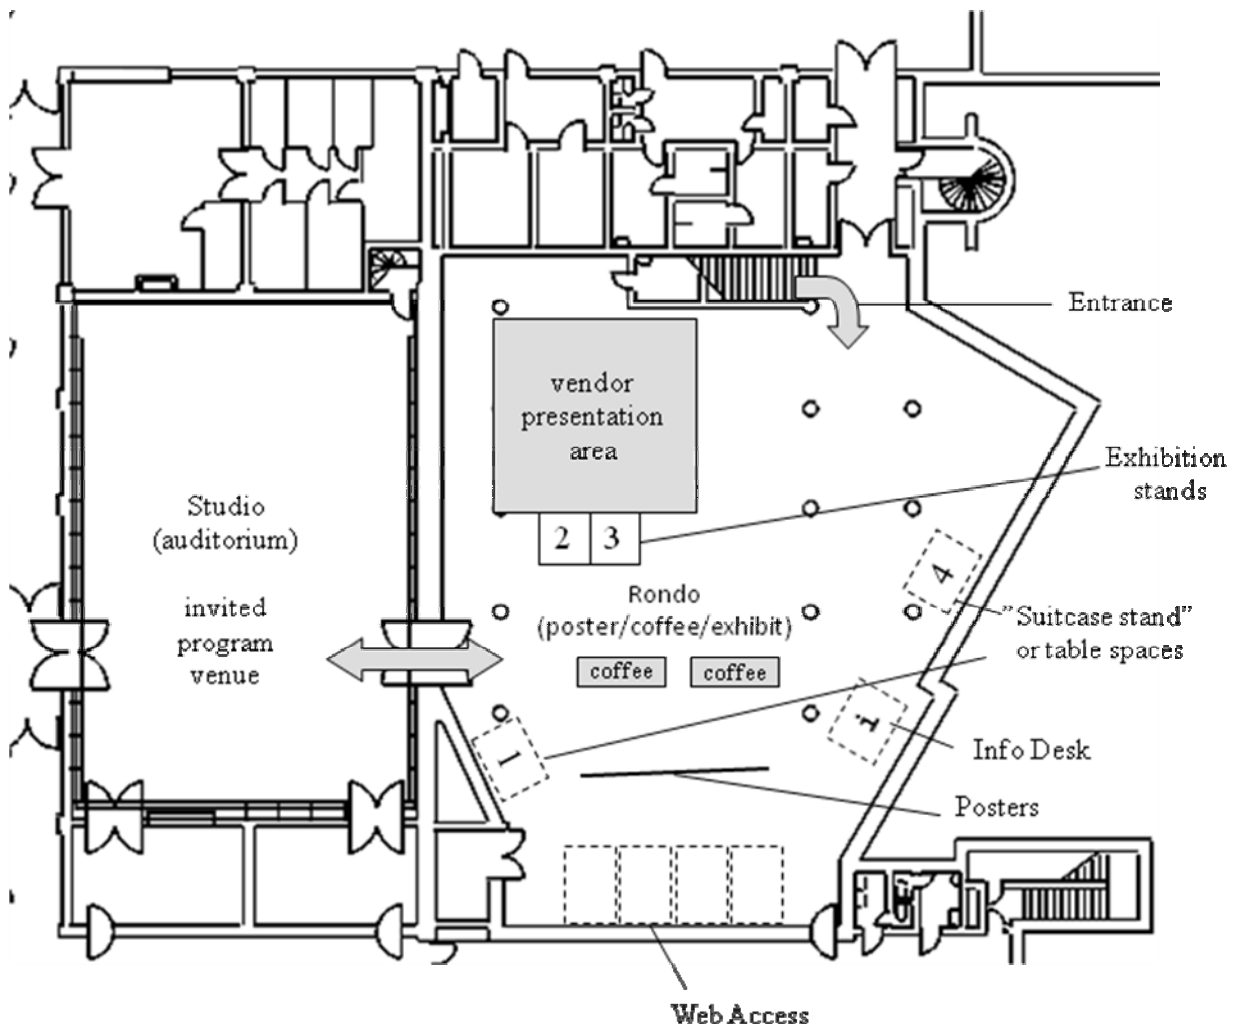 Entrance
vendor
presentation
area
Exhibition
stands
Studio
(auditorium)
invited
program
venue
2
3
4
Rondo
(poster/coffee/exhibit)
coffee
coffee
"Suitcase stand"
or table spaces
1
i
Info Desk
Posters
Web Access